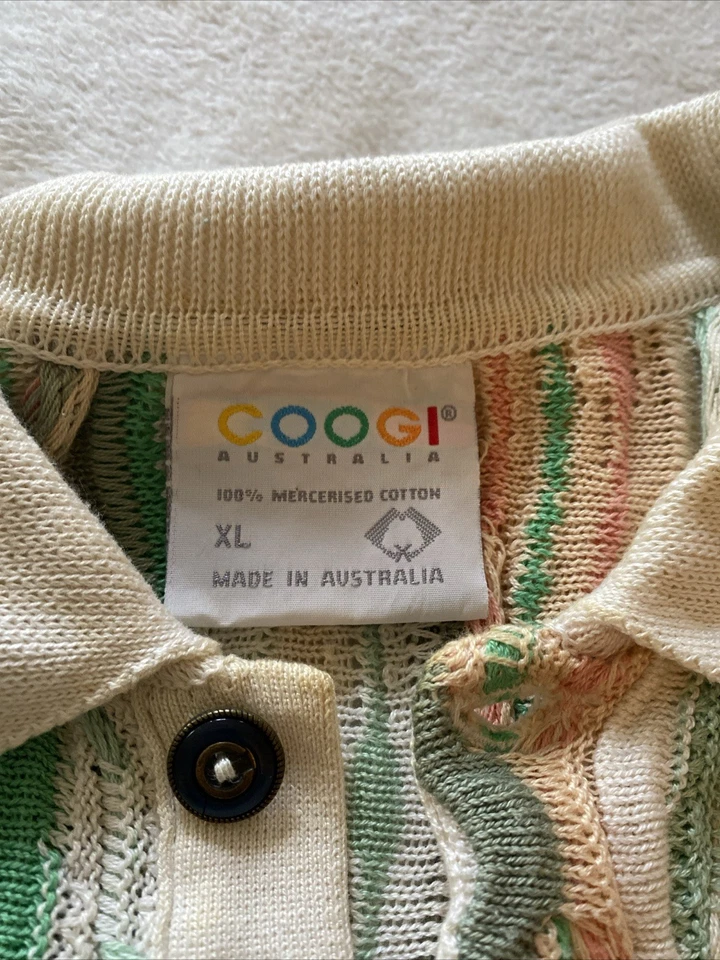 COOGI®
AUSTRALIA
100% MERCERISED COTTON
XL
MADE IN AUSTRALIA